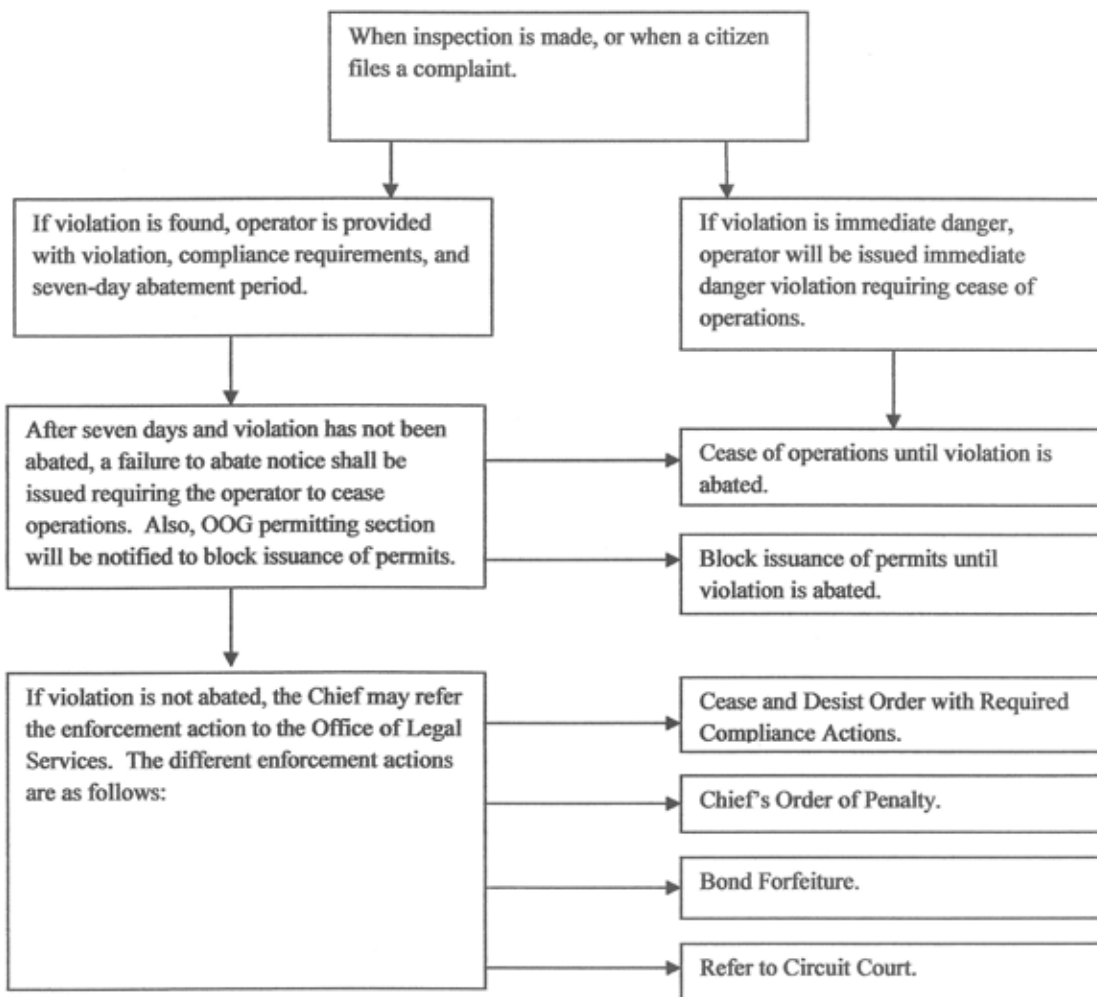 When inspection is made, or when a citizen
files a complaint.
If violation is found, operator is provided
with violation, compliance requirements, and
seven-day abatement period.
If violation is immediate danger,
operator will be issued immediate
danger violation requiring cease of
operations.
After seven days and violation has not been
abated, a failure to abate notice shall be
issued requiring the operator to cease
operations.  Also, OOG permitting section
will be notified to block issuance of permits.
Cease of operations until violation is
abated.
Block issuance of permits until
violation is abated.
If violation is not abated, the Chief may refer
the enforcement action to the Office of Legal
Services.  The different enforcement actions
are as follows:
Cease and Desist Order with Required
Compliance Actions.
Chief's Order of Penalty.
Bond Forfeiture.
Refer to Circuit Court.